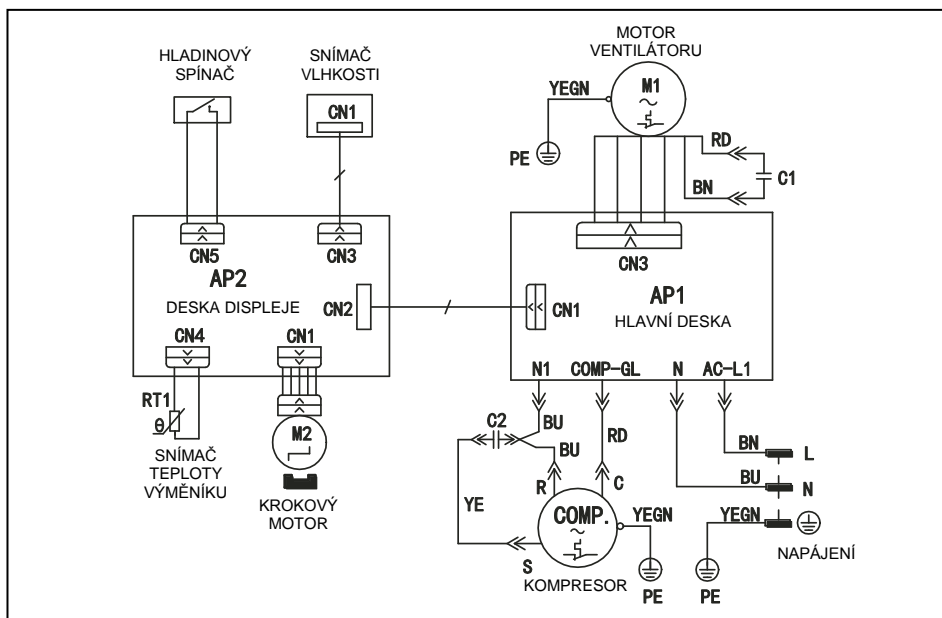 HLADINOVÝ
SPÍNAČ
SNÍMAČ
VLHKOSTI
CN1
MOTOR
VENTILÁTORU
M1
YEGN
PE
RD
BN
C1
CN5
CN3
AP2
DESKA DISPLEJE
CN2
CN4
CN1
RT1
θ
SNÍMAČ
TEPLOTY
VÝMĚNÍKU
M2
KROKOVÝ
MOTOR
CN3
CN1
AP1
HLAVNÍ DESKA
N1
COMP-GL
N
AC-L1
C2
BU
BU
RD
R
C
YE
S
COMP.
KOMPRESOR
YEGN
PE
BN
L
BU
N
YEGN
PE
NAPÁJENÍ